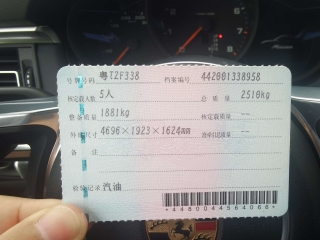 号牌号码 粤TZF338 档案编号 442001338958
核定载人数 5人 总质量 2510kg
整备质量 1881kg 核定载质量 --
外廓尺寸 4696×1923×1624mm 准牵引总质量 --
备注
检验记录 汽油
*4480044564066*